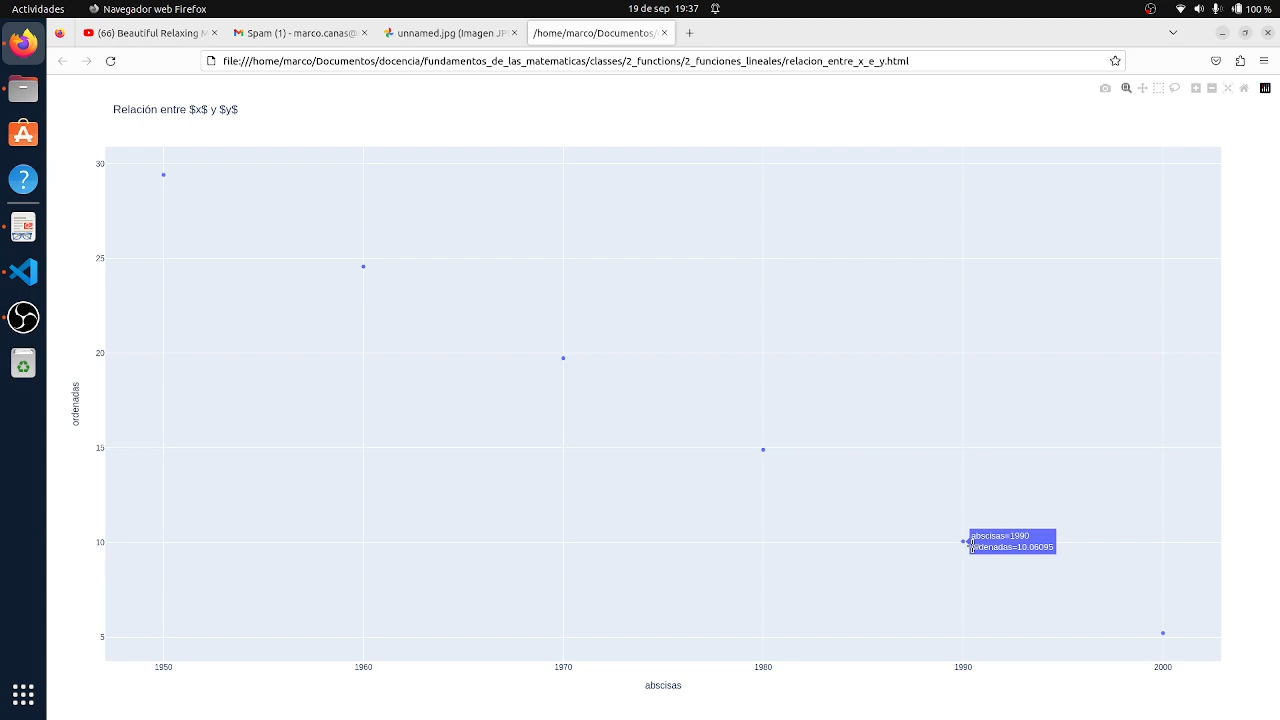 Actividades
Navegador web Firefox
19 de sep 19:37
100 %
(66) Beautiful Relaxing M
Spam (1) - marco.canas@
unnamed.jpg (Imagen JP
/home/marco/Documentos/
file:///home/marco/Documentos/docencia/fundamentos_de_las_matematicas/classes/2_functions/2_funciones_lineales/relacion_entre_x_e_y.html
Relación entre $x$ y $y$
30
25
20
15
10
5
ordenadas
abscisas=1990
ordenadas=10.06095
1950
1960
1970
1980
1990
2000
abscisas